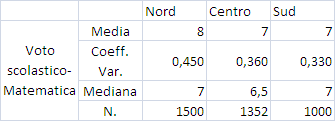 Nord Centro Sud
Media 8 7 7
Coeff. Var. 0,450 0,360 0,330
Voto scolastico-Matematica
Mediana 7 6,5 7
N. 1500 1352 1000